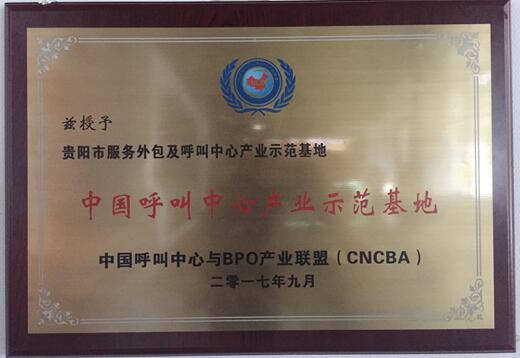 兹授予
贵阳市服务外包及呼叫中心产业示范基地
中国呼叫中心产业示范基地
中国呼叫中心与BPO产业联盟(CNCBA)
二零一七年九月